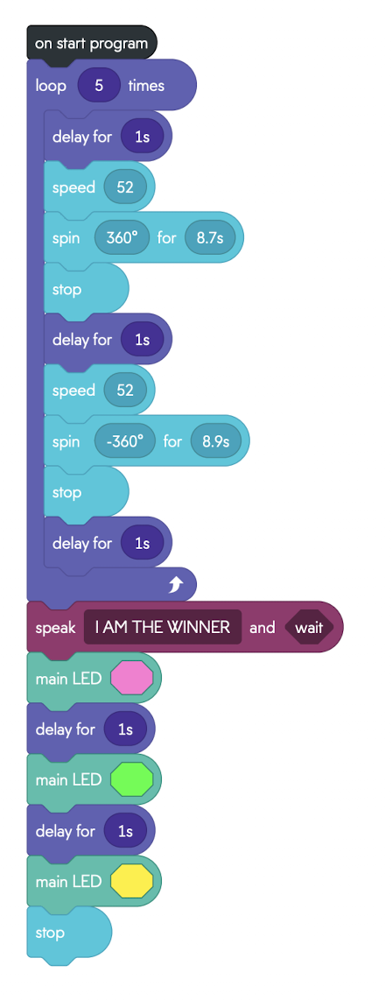 on start program
loop 5 times
delay for 1s
speed 52
spin 360° for 8.7s
stop
delay for 1s
speed 52
spin -360° for 8.9s
stop
delay for 1s
speak I AM THE WINNER and wait
main LED
delay for 1s
main LED
delay for 1s
main LED
stop